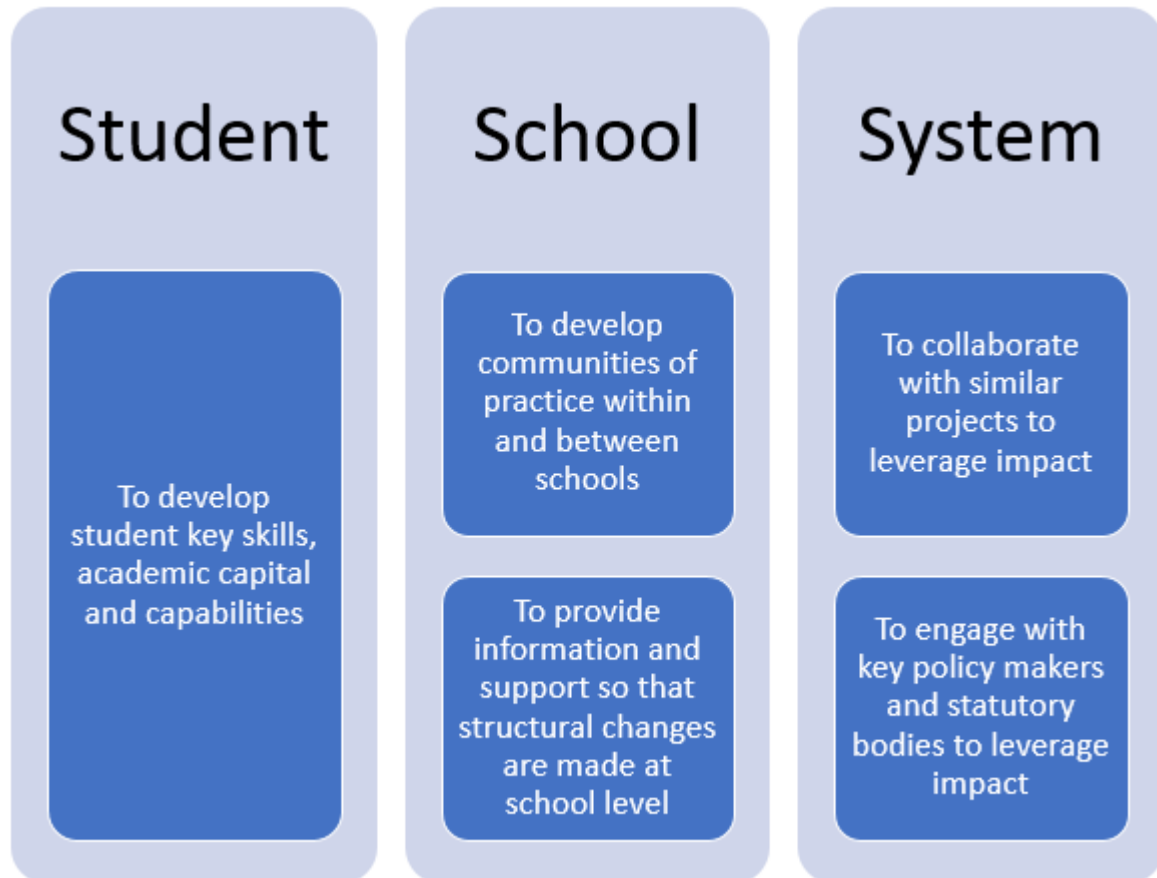 Student
To develop
student key skills,
academic capital
and capabilities
School
To develop
communities of
practice within
and between
schools
To provide
information and
support so that
structural changes
are made at
school level
System
To collaborate
with similar
projects to
leverage impact
To engage with
key policy makers
and statutory
bodies to leverage
impact